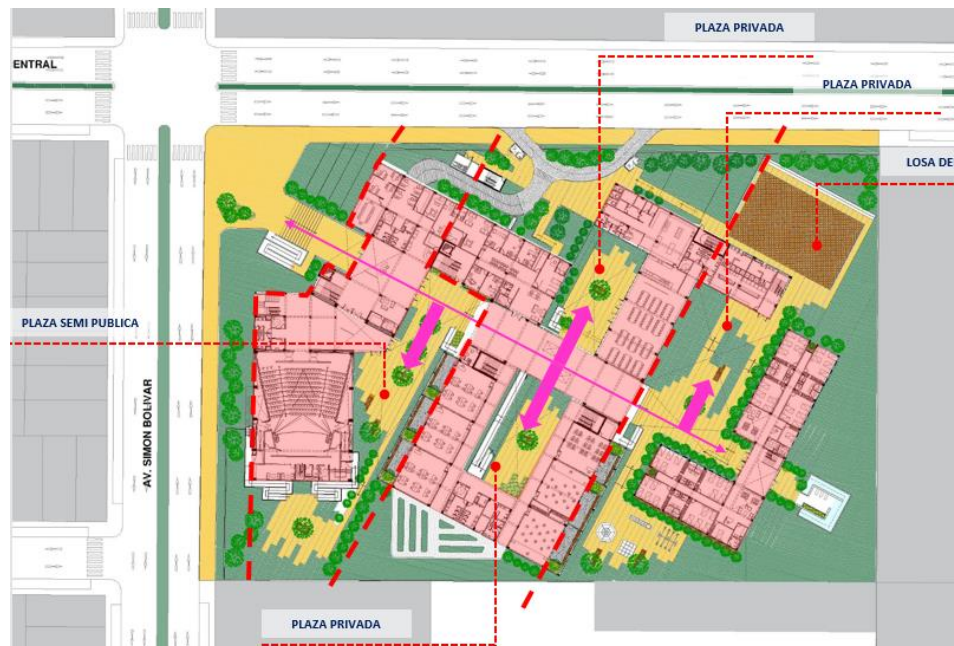 PLAZA PRIVADA
ENTRAL
PLAZA PRIVADA
LOSA DE
PLAZA SEMI PUBLICA
AV. SIMON BOLIVAR
PLAZA PRIVADA